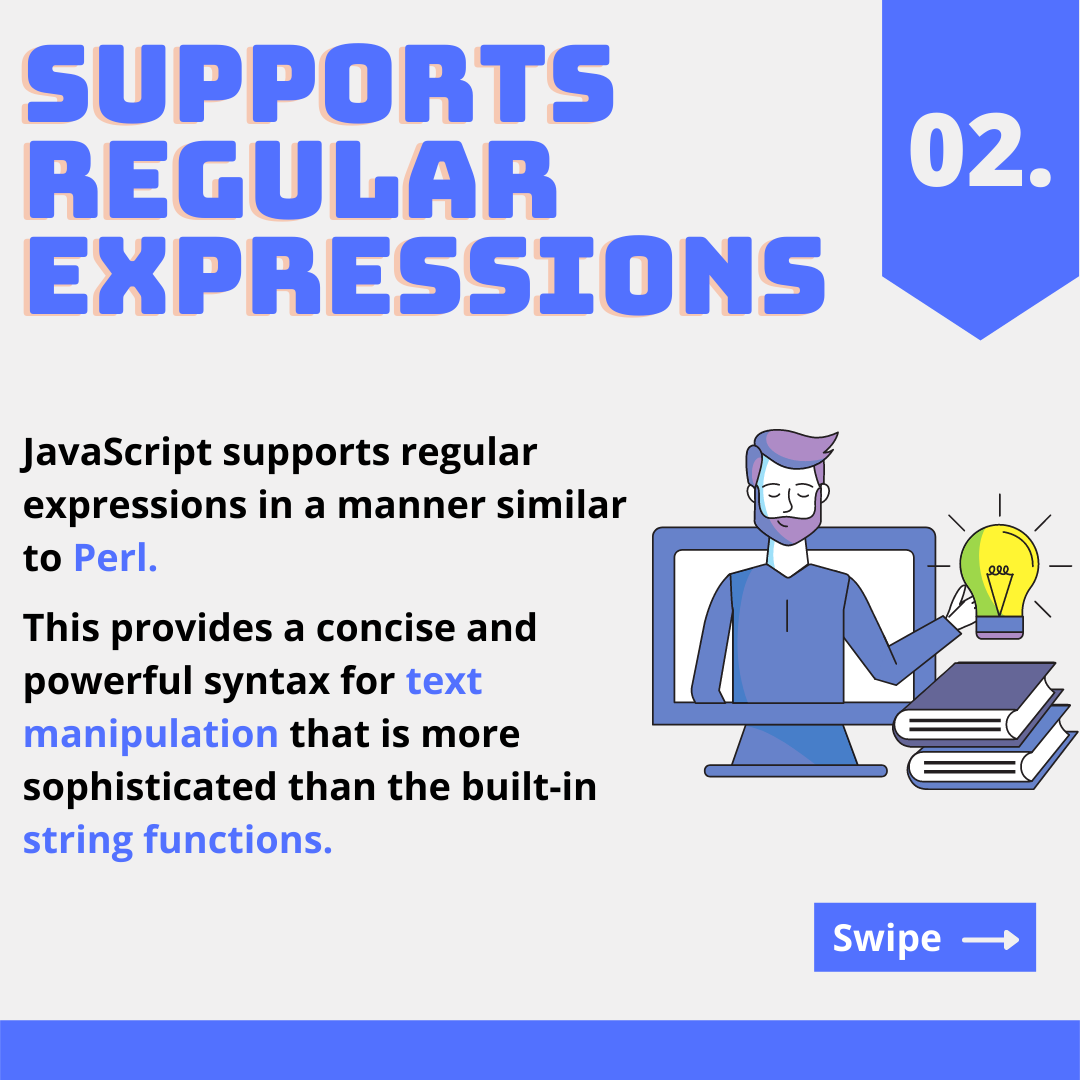 SUPPORTS
REGULAR
EXPRESSIONS
02.
JavaScript supports regular
expressions in a manner similar
to Perl.
This provides a concise and
powerful syntax for text
manipulation that is more
sophisticated than the built-in
string functions.
Swipe